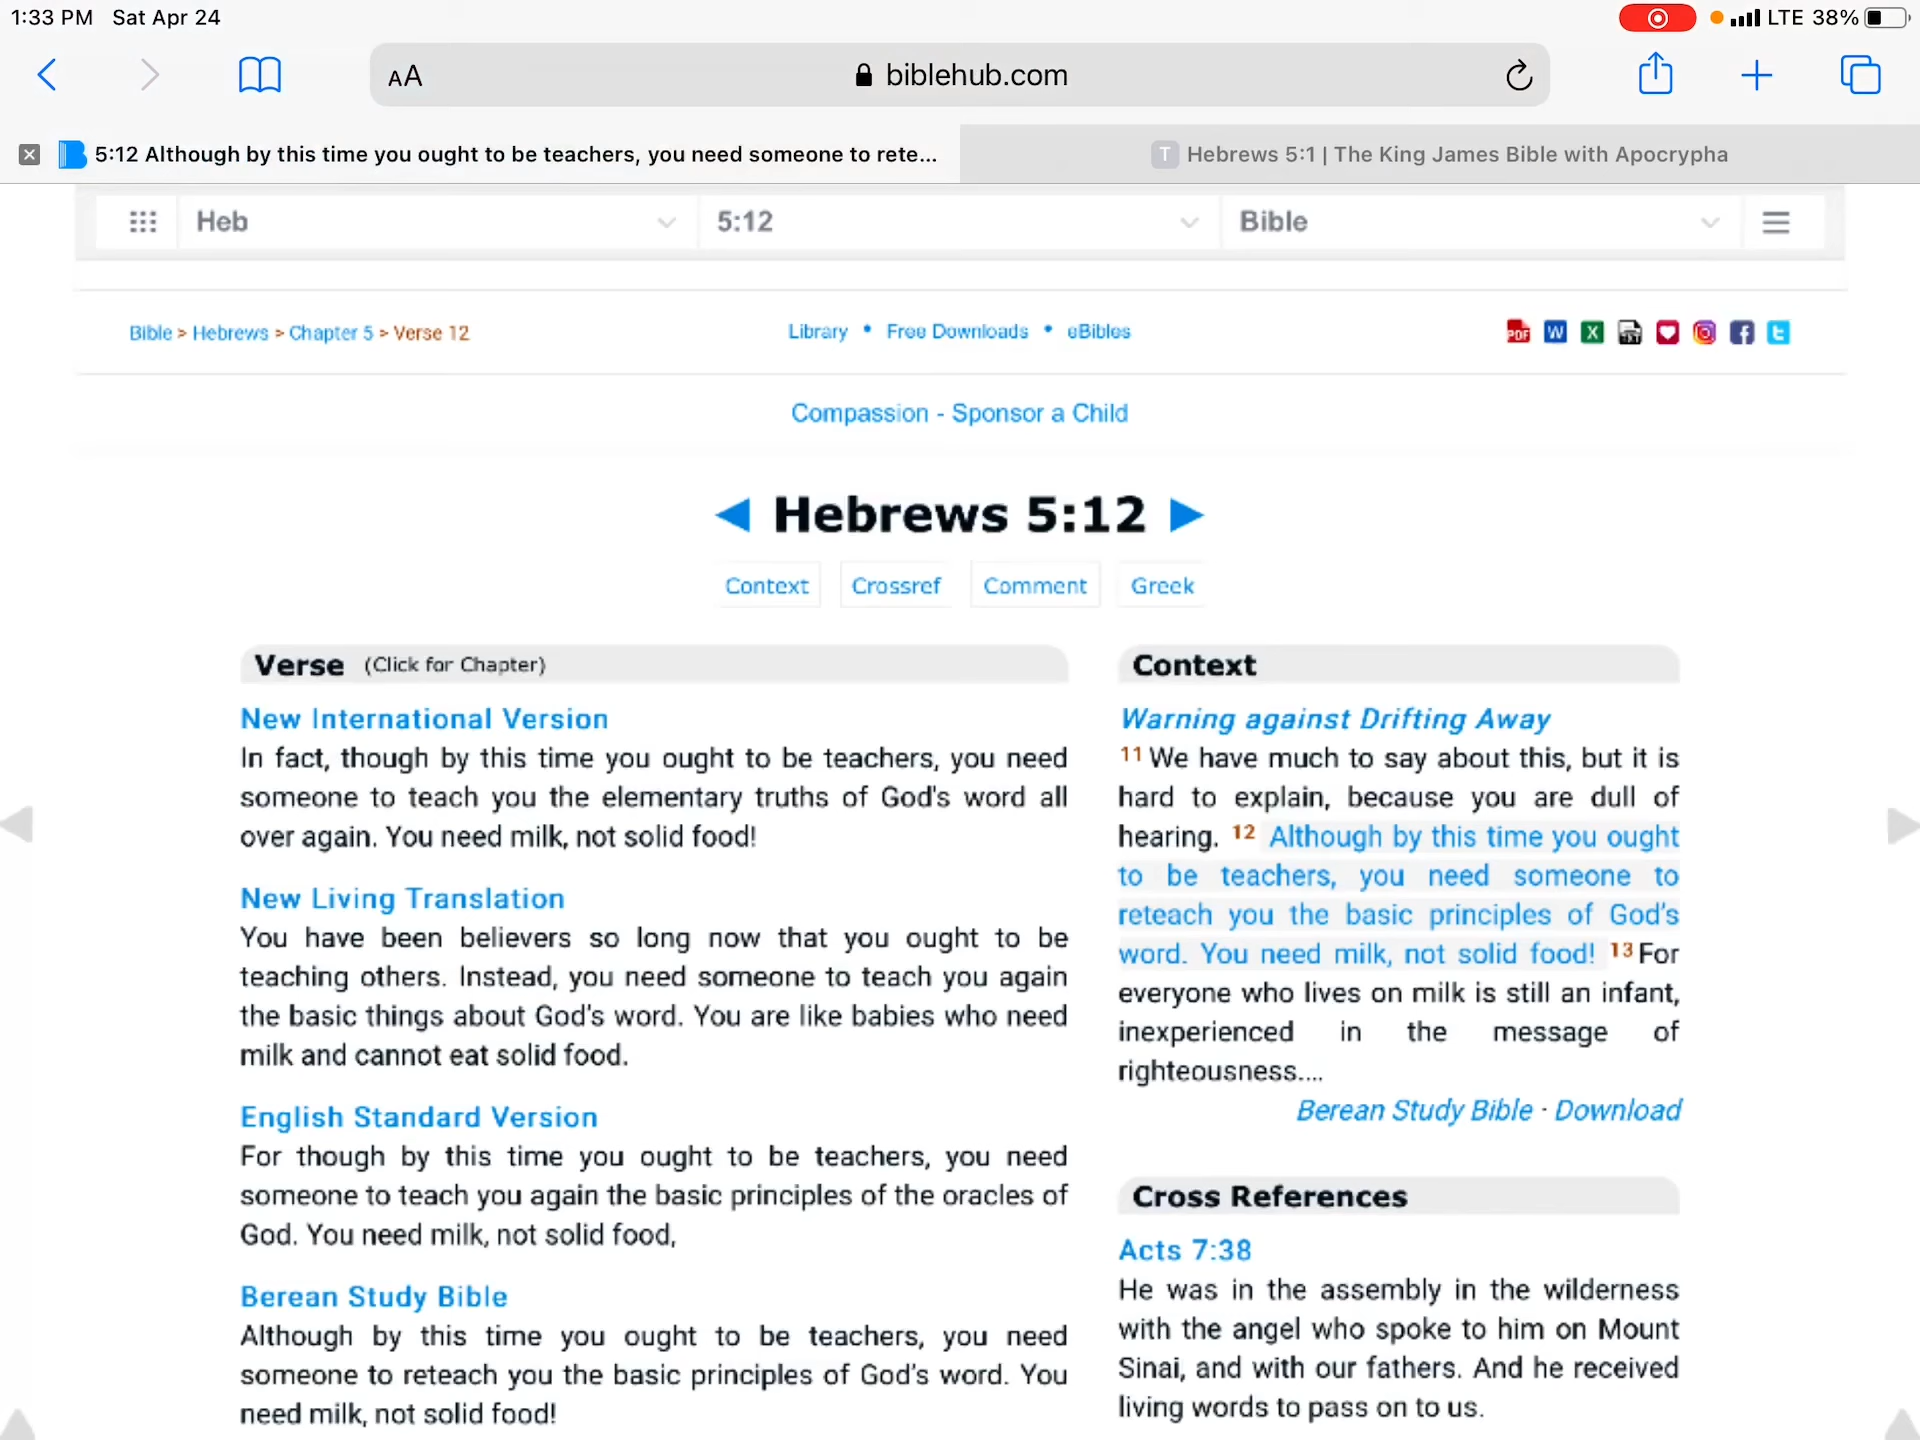 1:33 PM Sat Apr 24
LTE 38%
AA
biblehub.com
5:12 Although by this time you ought to be teachers, you need someone to rete...
T Hebrews 5:1 | The King James Bible with Apocrypha
Heb
5:12
Bible
Bible > Hebrews > Chapter 5 > Verse 12
Library • Free Downloads • eBibles
PDF W X TXT
Compassion - Sponsor a Child
Hebrews 5:12
Context
Crossref
Comment
Greek
Verse (Click for Chapter)
New International Version
In fact, though by this time you ought to be teachers, you need
someone to teach you the elementary truths of God's word all
over again. You need milk, not solid food!
New Living Translation
You have been believers so long now that you ought to be
teaching others. Instead, you need someone to teach you again
the basic things about God's word. You are like babies who need
milk and cannot eat solid food.
English Standard Version
For though by this time you ought to be teachers, you need
someone to teach you again the basic principles of the oracles of
God. You need milk, not solid food,
Berean Study Bible
Although by this time you ought to be teachers, you need
someone to reteach you the basic principles of God's word. You
need milk, not solid food!
Context
Warning against Drifting Away
11 We have much to say about this, but it is
hard to explain, because you are dull of
hearing. 12 Although by this time you ought
to be teachers, you need someone to
reteach you the basic principles of God's
word. You need milk, not solid food! 13 For
everyone who lives on milk is still an infant,
inexperienced in the message of
righteousness....
Berean Study Bible · Download
Cross References
Acts 7:38
He was in the assembly in the wilderness
with the angel who spoke to him on Mount
Sinai, and with our fathers. And he received
living words to pass on to us.